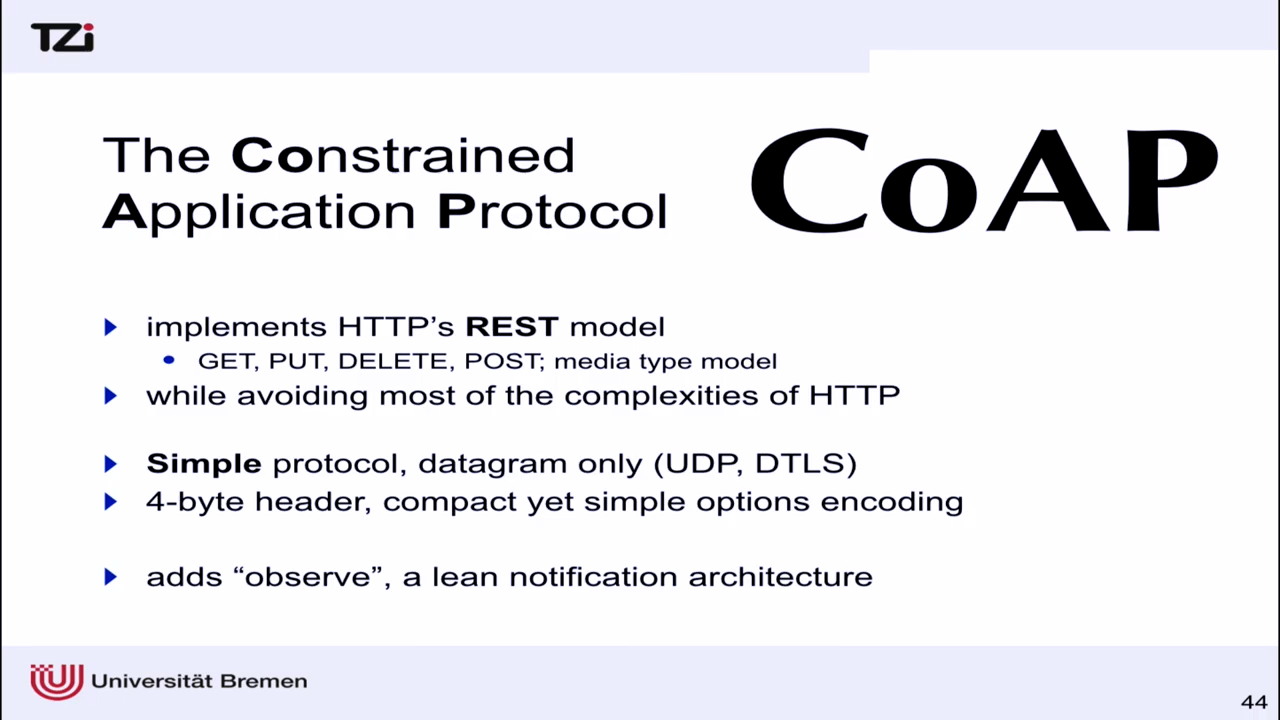 TZi
The Constrained
Application Protocol
CoAP
implements HTTP’s REST model
GET, PUT, DELETE, POST; media type model
while avoiding most of the complexities of HTTP
Simple protocol, datagram only (UDP, DTLS)
4-byte header, compact yet simple options encoding
adds “observe”, a lean notification architecture
Universität Bremen
44